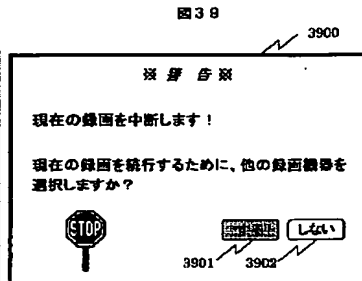 図39
3900
※ 警 告 ※
現在の録画を中断します!
現在の録画を続行するために、他の録画機器を
選択しますか?
STOP
しない
3901 3902